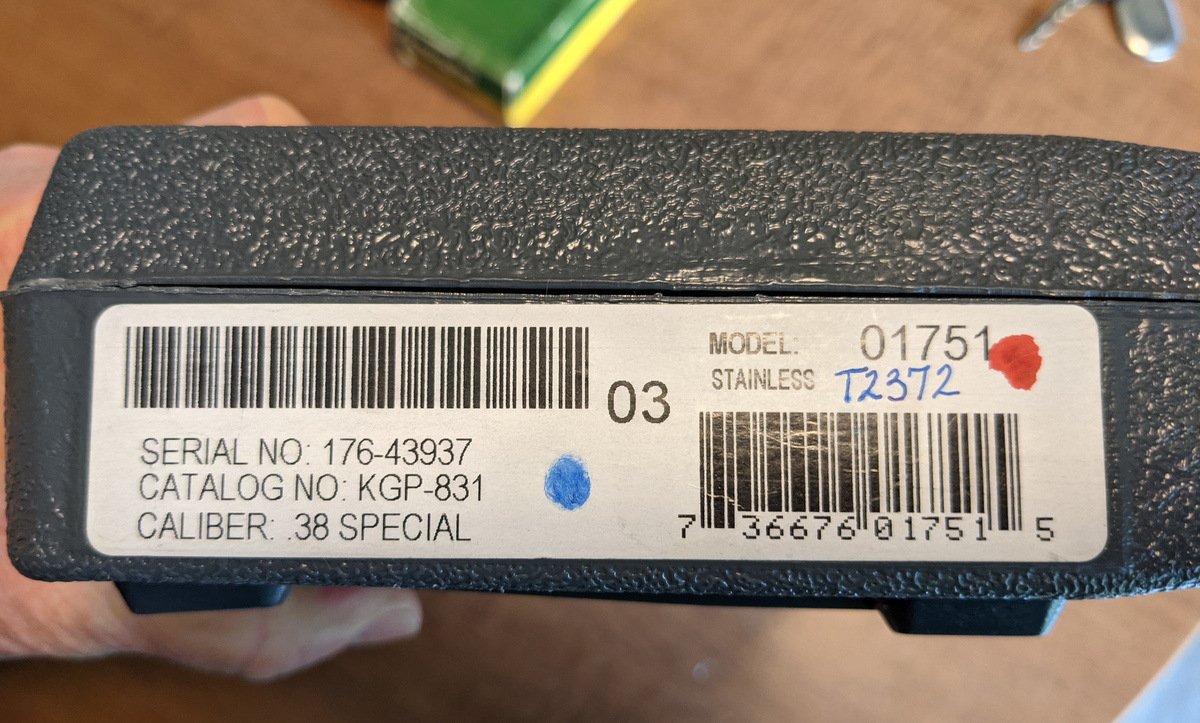 03
SERIAL NO: 176-43937
CATALOG NO: KGP-831
CALIBER: .38 SPECIAL
MODEL: 01751
STAINLESS T2372
7 36676 01751 5